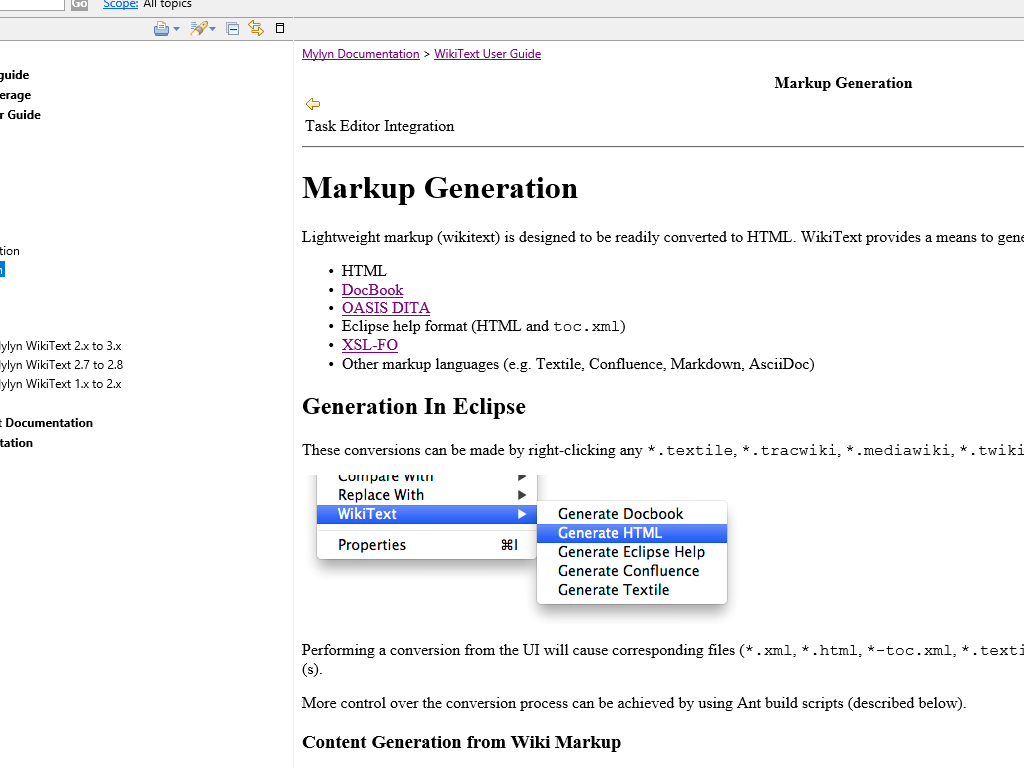 Go Scope: All topics
guide
erage
r Guide
tion
n
ylyn WikiText 2.x to 3.x
ylyn WikiText 2.7 to 2.8
ylyn WikiText 1.x to 2.x
t Documentation
tation
Mylyn Documentation > WikiText User Guide
Markup Generation
Task Editor Integration
Markup Generation
Lightweight markup (wikitext) is designed to be readily converted to HTML. WikiText provides a means to gene
• HTML
• DocBook
• OASIS DITA
• Eclipse help format (HTML and toc.xml)
• XSL-FO
• Other markup languages (e.g. Textile, Confluence, Markdown, AsciiDoc)
Generation In Eclipse
These conversions can be made by right-clicking any *.textile, *.tracwiki, *.mediawiki, *.twiki
Compare With
Replace With
WikiText
Properties ⌘I
Generate Docbook
Generate HTML
Generate Eclipse Help
Generate Confluence
Generate Textile
Performing a conversion from the UI will cause corresponding files (*.xml, *.html, *-toc.xml, *.texti
(s).
More control over the conversion process can be achieved by using Ant build scripts (described below).
Content Generation from Wiki Markup